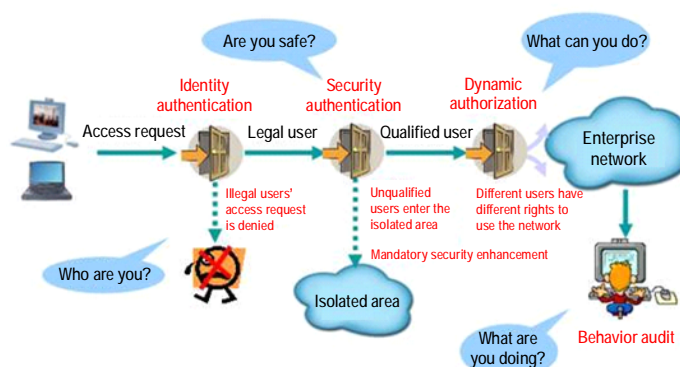 Are you safe?
What can you do?
Identity
authentication
Security
authentication
Dynamic
authorization
Access request
Legal user
Qualified user
Enterprise
network
Illegal users'
access request
is denied
Unqualified
users enter the
isolated area
Different users have
different rights to
use the network
Who are you?
Mandatory security enhancement
Isolated area
What are
you doing?
Behavior audit